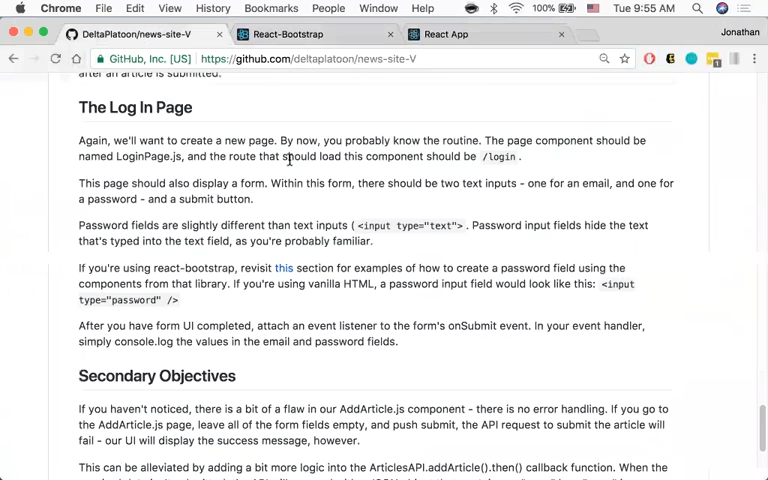 Chrome File Edit View History Bookmarks People Window Help 100% Tue 9:55 AM
DeltaPlatoon/news-site-V React-Bootstrap React App Jonathan
GitHub, Inc. [US] https://github.com/deltaplatoon/news-site-V
after an article is submitted.
The Log In Page
Again, we'll want to create a new page. By now, you probably know the routine. The page component should be
named LoginPage.js, and the route that should load this component should be /login .
This page should also display a form. Within this form, there should be two text inputs - one for an email, and one for
a password - and a submit button.
Password fields are slightly different than text inputs ( <input type="text"> . Password input fields hide the text
that's typed into the text field, as you're probably familiar.
If you're using react-bootstrap, revisit this section for examples of how to create a password field using the
components from that library. If you're using vanilla HTML, a password input field would look like this: <input
type="password" />
After you have form UI completed, attach an event listener to the form's onSubmit event. In your event handler,
simply console.log the values in the email and password fields.
Secondary Objectives
If you haven't noticed, there is a bit of a flaw in our AddArticle.js component - there is no error handling. If you go to
the AddArticle.js page, leave all of the form fields empty, and push submit, the API request to submit the article will
fail - our UI will display the success message, however.
This can be alleviated by adding a bit more logic into the ArticlesAPI.addArticle().then() callback function. When the